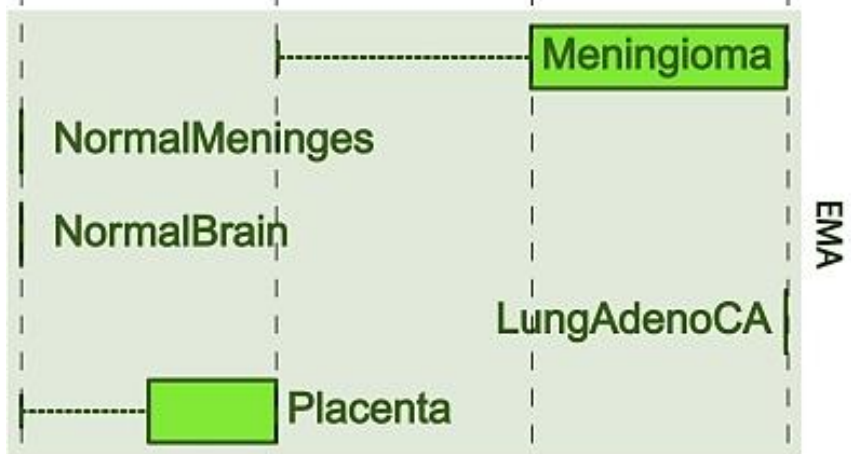 Meningioma
NormalMeninges
NormalBrain
LungAdenoCA
Placenta
EMA